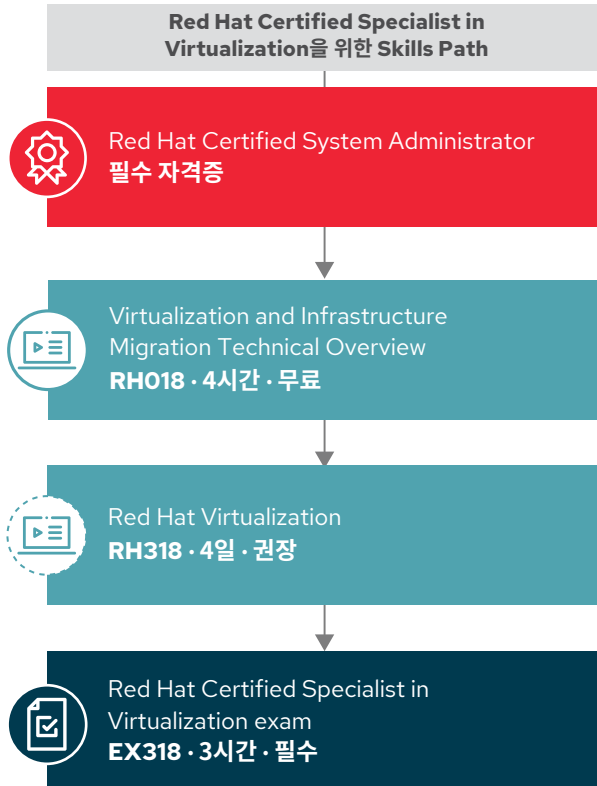 Red Hat Certified Specialist in
Virtualization을 위한 Skills Path
Red Hat Certified System Administrator
필수 자격증
Virtualization and Infrastructure
Migration Technical Overview
RH018 · 4시간 · 무료
Red Hat Virtualization
RH318 · 4일 · 권장
Red Hat Certified Specialist in
Virtualization exam
EX318 · 3시간 · 필수